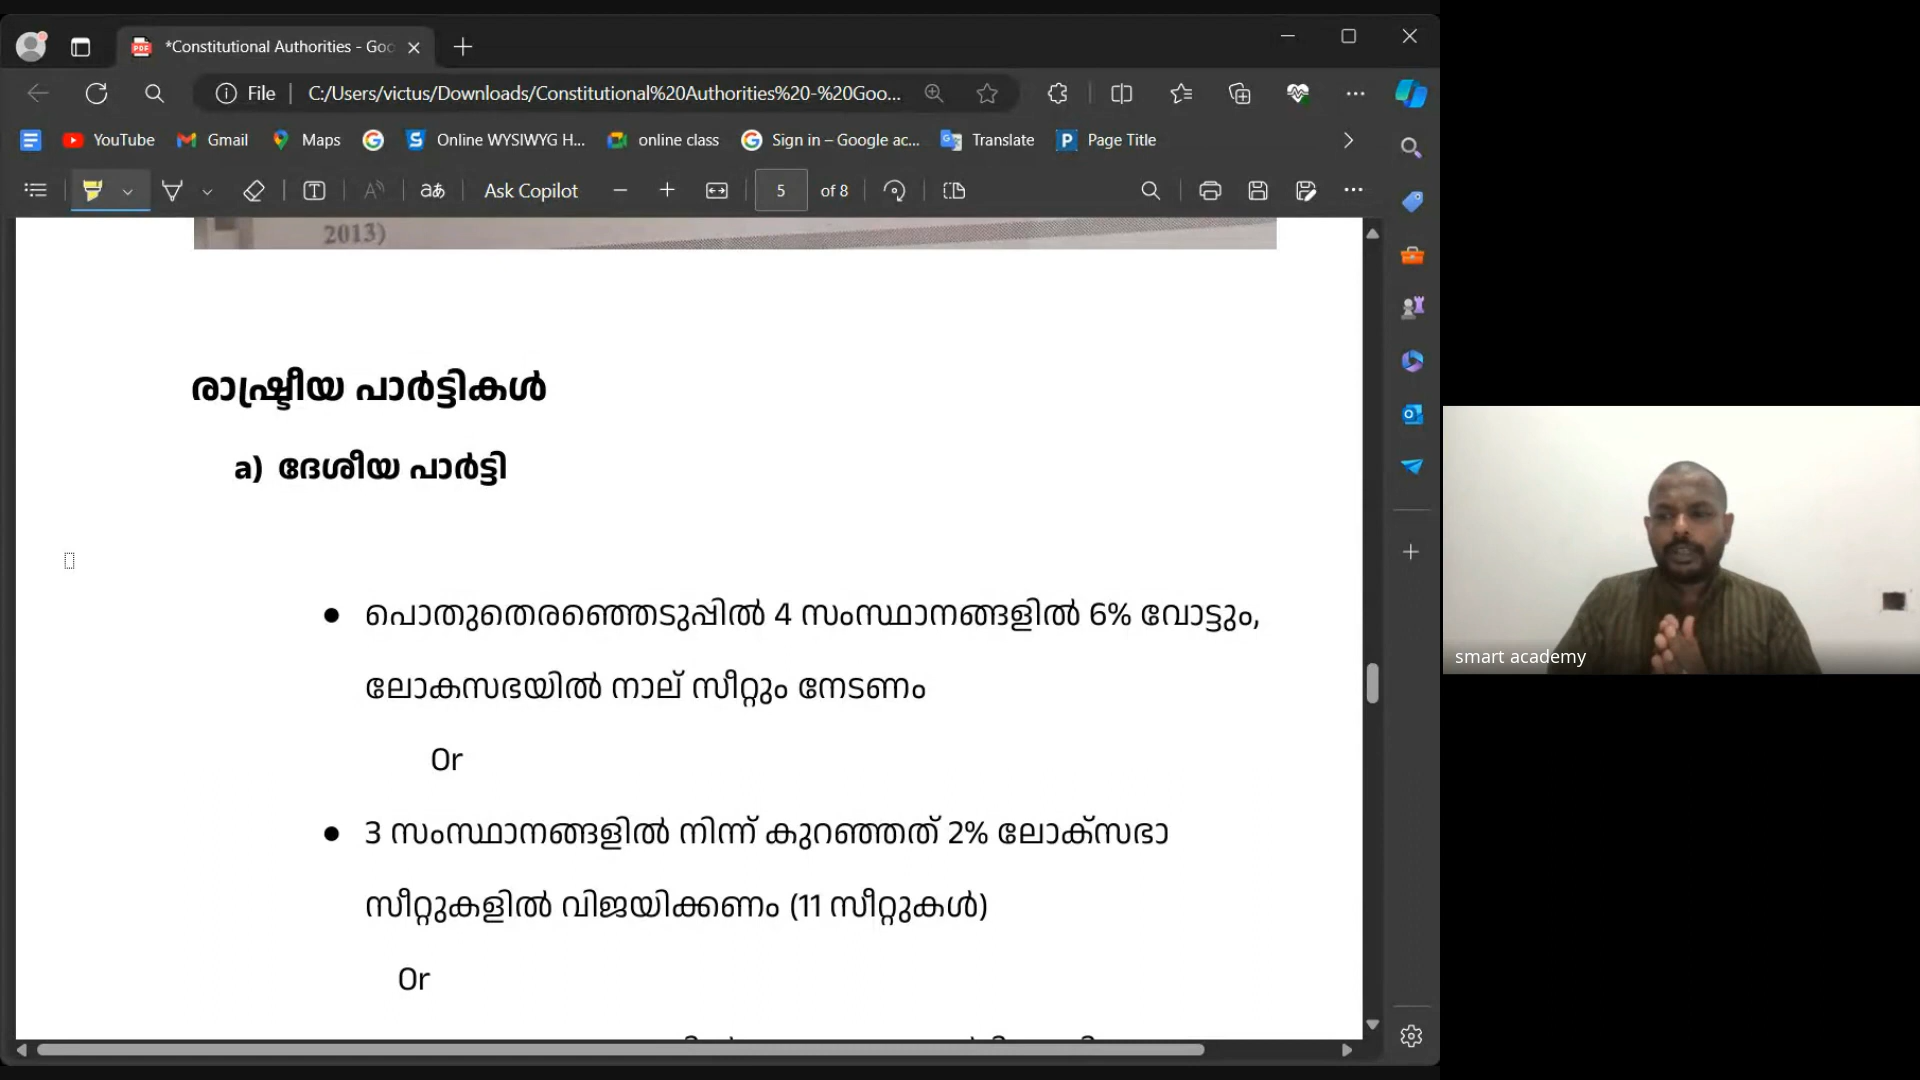 *Constitutional Authorities - Goo
File
C:/Users/victus/Downloads/Constitutional%20Authorities%20-%20Goo...
YouTube
Gmail
Maps
Online WYSIWYG H...
online class
Sign in – Google ac...
Translate
Page Title
Ask Copilot
5
of 8
2013)
രാഷ്ട്രീയ പാർട്ടികൾ
a) ദേശീയ പാർട്ടി
● പൊതുതെരഞ്ഞെടുപ്പിൽ 4 സംസ്ഥാനങ്ങളിൽ 6% വോട്ടും,
ലോകസഭയിൽ നാല് സീറ്റും നേടണം
Or
● 3 സംസ്ഥാനങ്ങളിൽ നിന്ന് കുറഞ്ഞത് 2% ലോക്സഭാ
സീറ്റുകളിൽ വിജയിക്കണം (11 സീറ്റുകൾ)
Or
smart academy